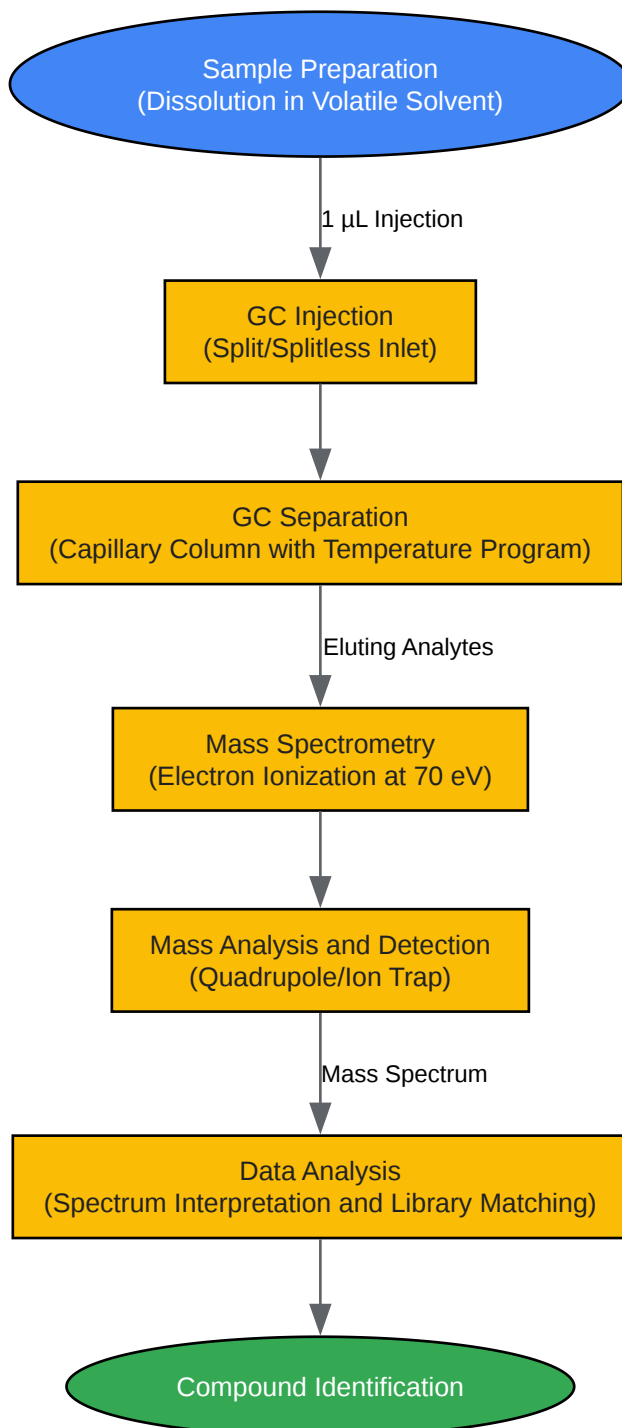 Sample Preparation
(Dissolution in Volatile Solvent)
1 µL Injection
GC Injection
(Split/Splitless Inlet)
GC Separation
(Capillary Column with Temperature Program)
Eluting Analytes
Mass Spectrometry
(Electron Ionization at 70 eV)
Mass Analysis and Detection
(Quadrupole/Ion Trap)
Mass Spectrum
Data Analysis
(Spectrum Interpretation and Library Matching)
Compound Identification